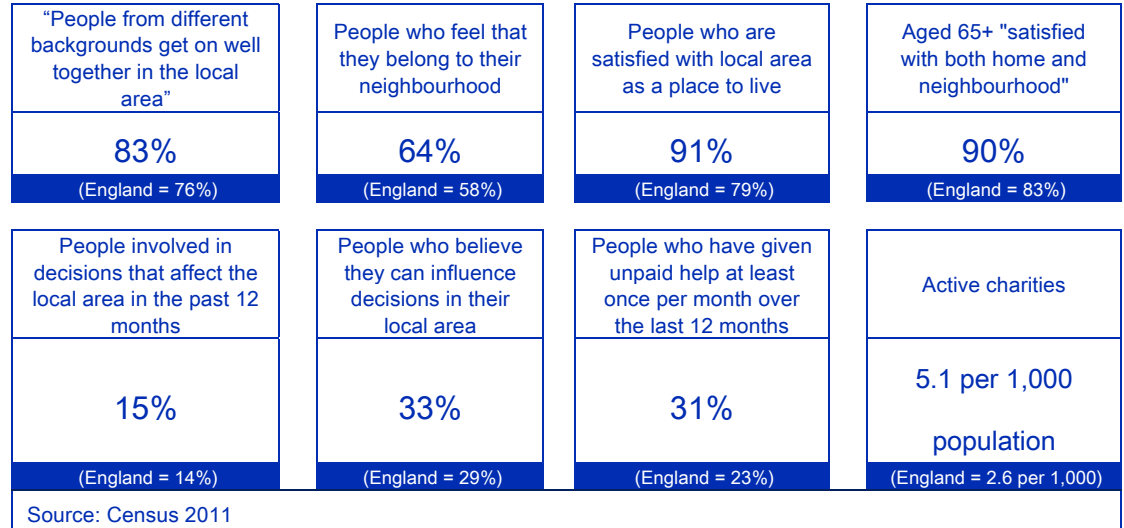 “People from different
backgrounds get on well
together in the local
area”
83%
(England = 76%)
People who feel that
they belong to their
neighbourhood
64%
(England = 58%)
People who are
satisfied with local area
as a place to live
91%
(England = 79%)
Aged 65+ "satisfied
with both home and
neighbourhood"
90%
(England = 83%)
People involved in
decisions that affect the
local area in the past 12
months
15%
(England = 14%)
People who believe
they can influence
decisions in their
local area
33%
(England = 29%)
People who have given
unpaid help at least
once per month over
the last 12 months
31%
(England = 23%)
Active charities
5.1 per 1,000
population
(England = 2.6 per 1,000)
Source: Census 2011